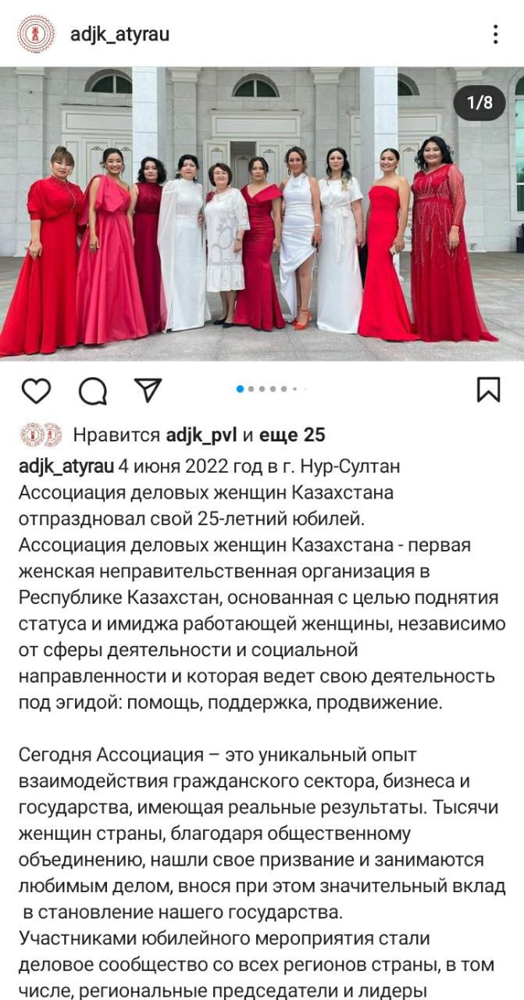 adjk_atyrau
1/8
Нравится adjk_pvl и еще 25
adjk_atyrau 4 июня 2022 год в г. Нур-Султан
Ассоциация деловых женщин Казахстана
отпраздновал свой 25-летний юбилей.
Ассоциация деловых женщин Казахстана - первая
женская неправительственная организация в
Республике Казахстан, основанная с целью поднятия
статуса и имиджа работающей женщины, независимо
от сферы деятельности и социальной
направленности и которая ведет свою деятельность
под эгидой: помощь, поддержка, продвижение.
Сегодня Ассоциация – это уникальный опыт
взаимодействия гражданского сектора, бизнеса и
государства, имеющая реальные результаты. Тысячи
женщин страны, благодаря общественному
объединению, нашли свое призвание и занимаются
любимым делом, внося при этом значительный вклад
в становление нашего государства.
Участниками юбилейного мероприятия стали
деловое сообщество со всех регионов страны, в том
числе, региональные председатели и лидеры